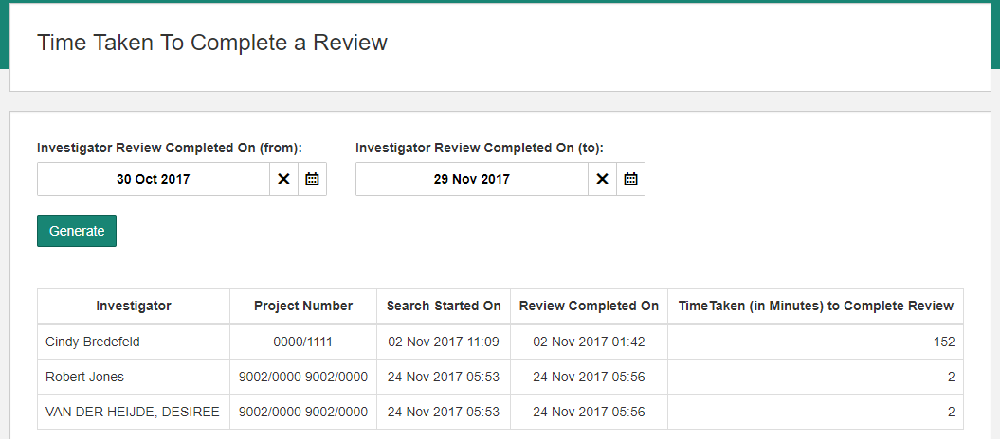 Time Taken To Complete a Review
Investigator Review Completed On (from): Investigator Review Completed On (to):
30 Oct 2017 29 Nov 2017
Generate
Investigator Project Number Search Started On Review Completed On TimeTaken (in Minutes) to Complete Review
Cindy Bredefeld 0000/1111 02 Nov 2017 11:09 02 Nov 2017 01:42 152
Robert Jones 9002/0000 9002/0000 24 Nov 2017 05:53 24 Nov 2017 05:56 2
VAN DER HEIJDE, DESIREE 9002/0000 9002/0000 24 Nov 2017 05:53 24 Nov 2017 05:56 2